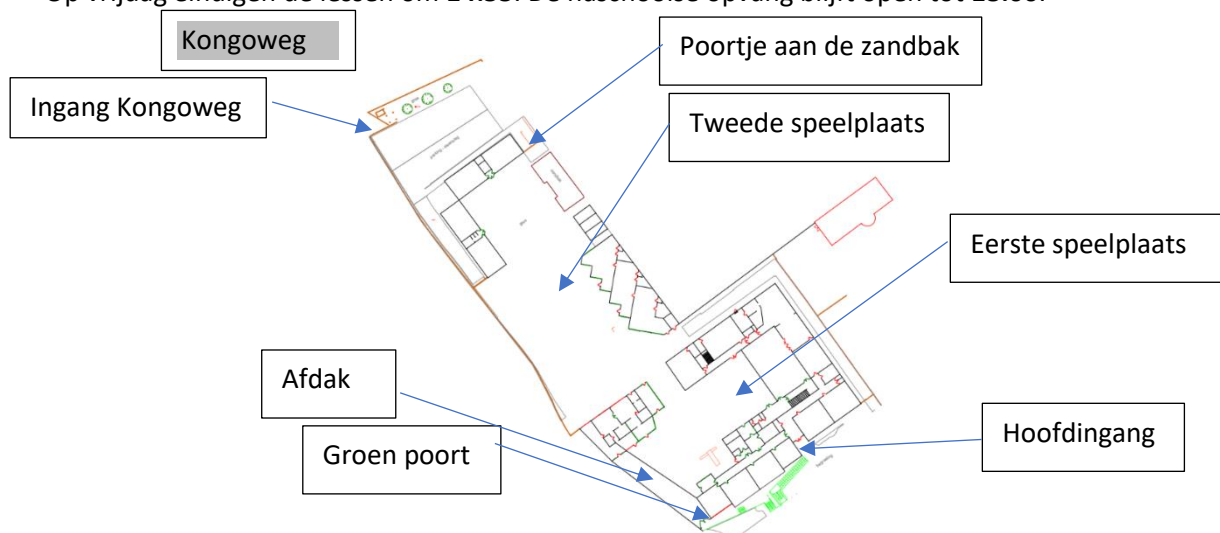 Kongoweg
Poortje aan de zandbak
Ingang Kongoweg
Tweede speelplaats
Eerste speelplaats
Afdak
Groen poort
Hoofdingang